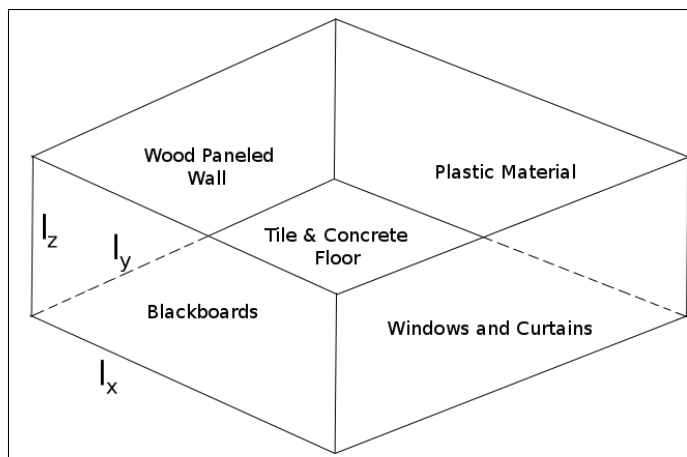 Wood Paneled
Wall
Plastic Material
lz
ly
Tile & Concrete
Floor
Blackboards
Windows and Curtains
lx